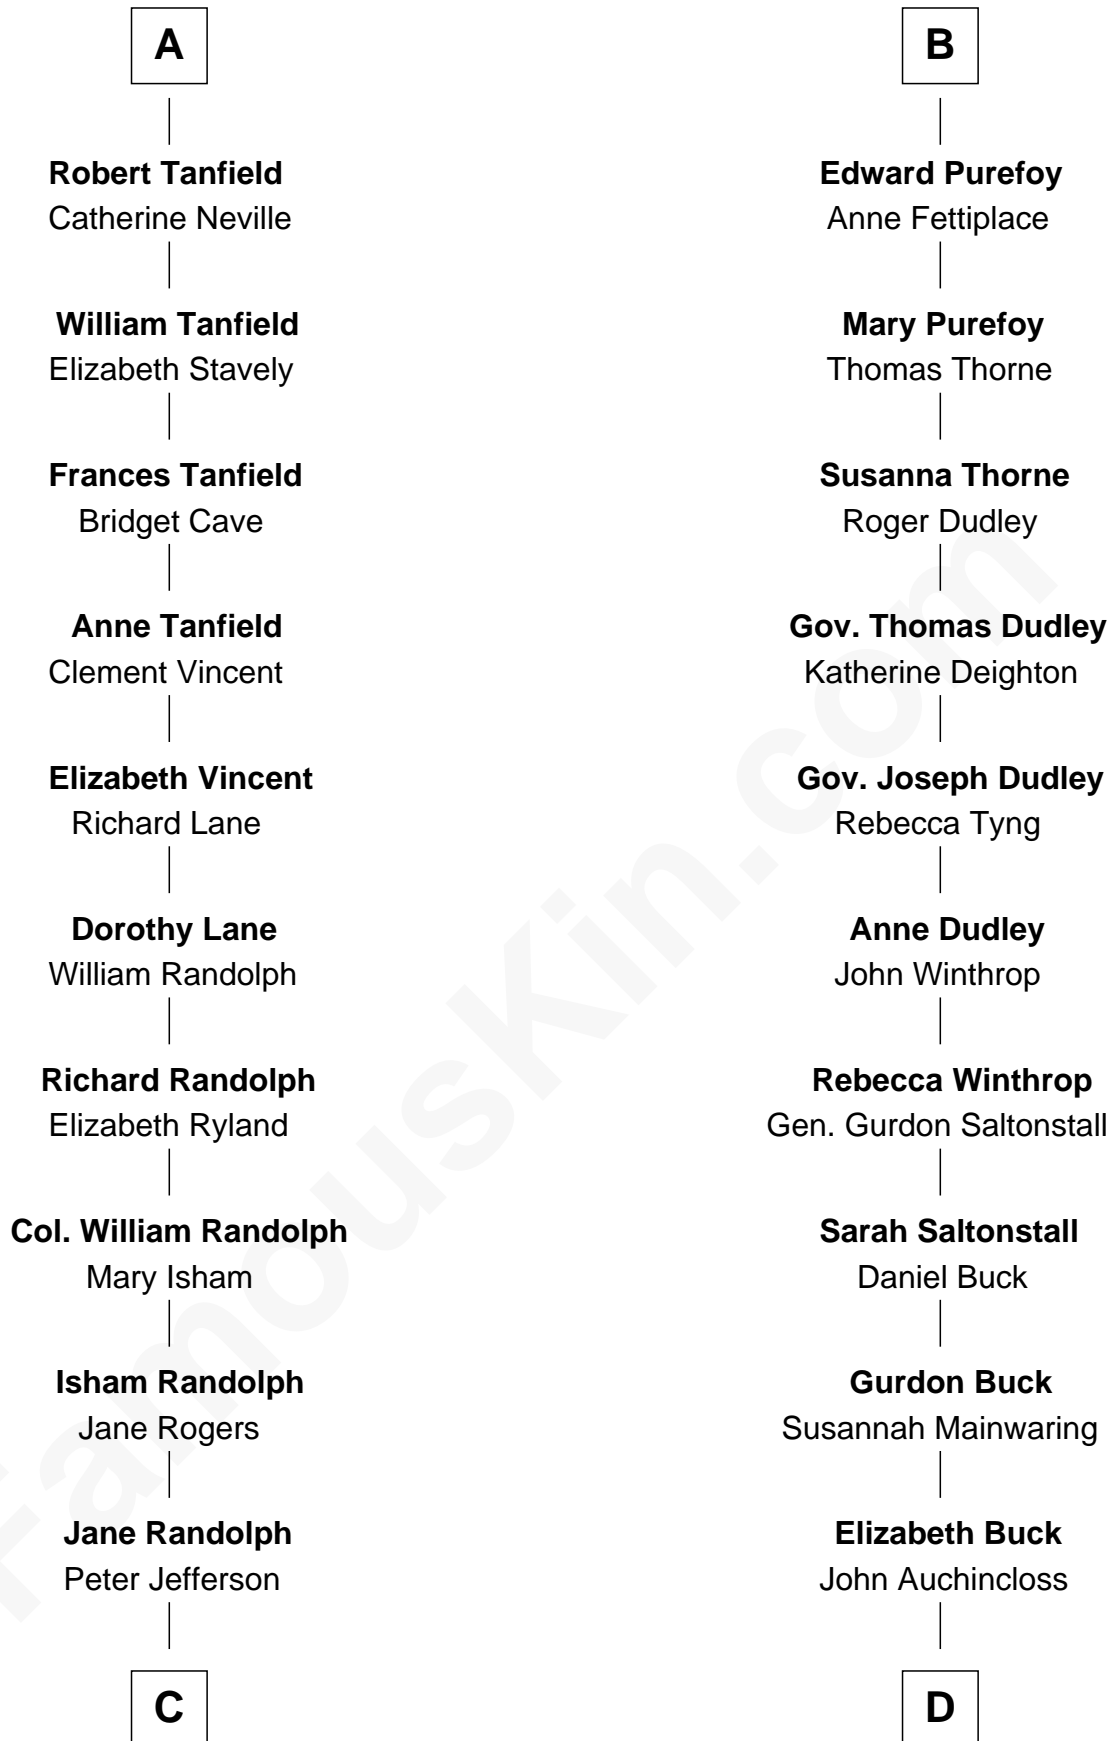 A
Robert Tanfield
Catherine Neville
William Tanfield
Elizabeth Stavely
Frances Tanfield
Bridget Cave
Anne Tanfield
Clement Vincent
Elizabeth Vincent
Richard Lane
Dorothy Lane
William Randolph
Richard Randolph
Elizabeth Ryland
Col. William Randolph
Mary Isham
Isham Randolph
Jane Rogers
Jane Randolph
Peter Jefferson
C
B
Edward Purefoy
Anne Fettiplace
Mary Purefoy
Thomas Thorne
Susanna Thorne
Roger Dudley
Gov. Thomas Dudley
Katherine Deighton
Gov. Joseph Dudley
Rebecca Tyng
Anne Dudley
John Winthrop
Rebecca Winthrop
Gen. Gurdon Saltonstall
Sarah Saltonstall
Daniel Buck
Gurdon Buck
Susannah Mainwaring
Elizabeth Buck
John Auchincloss
D
FamousKin.com